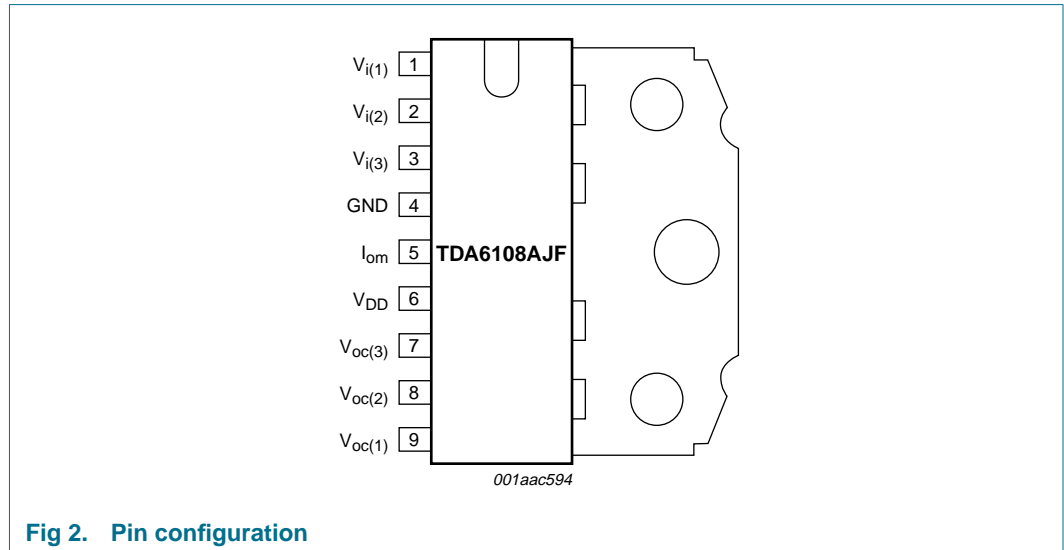 Vi(1) 1
Vi(2) 2
Vi(3) 3
GND 4
Iom 5
TDA6108AJF
VDD 6
Voc(3) 7
Voc(2) 8
Voc(1) 9
001aac594
Fig 2. Pin configuration